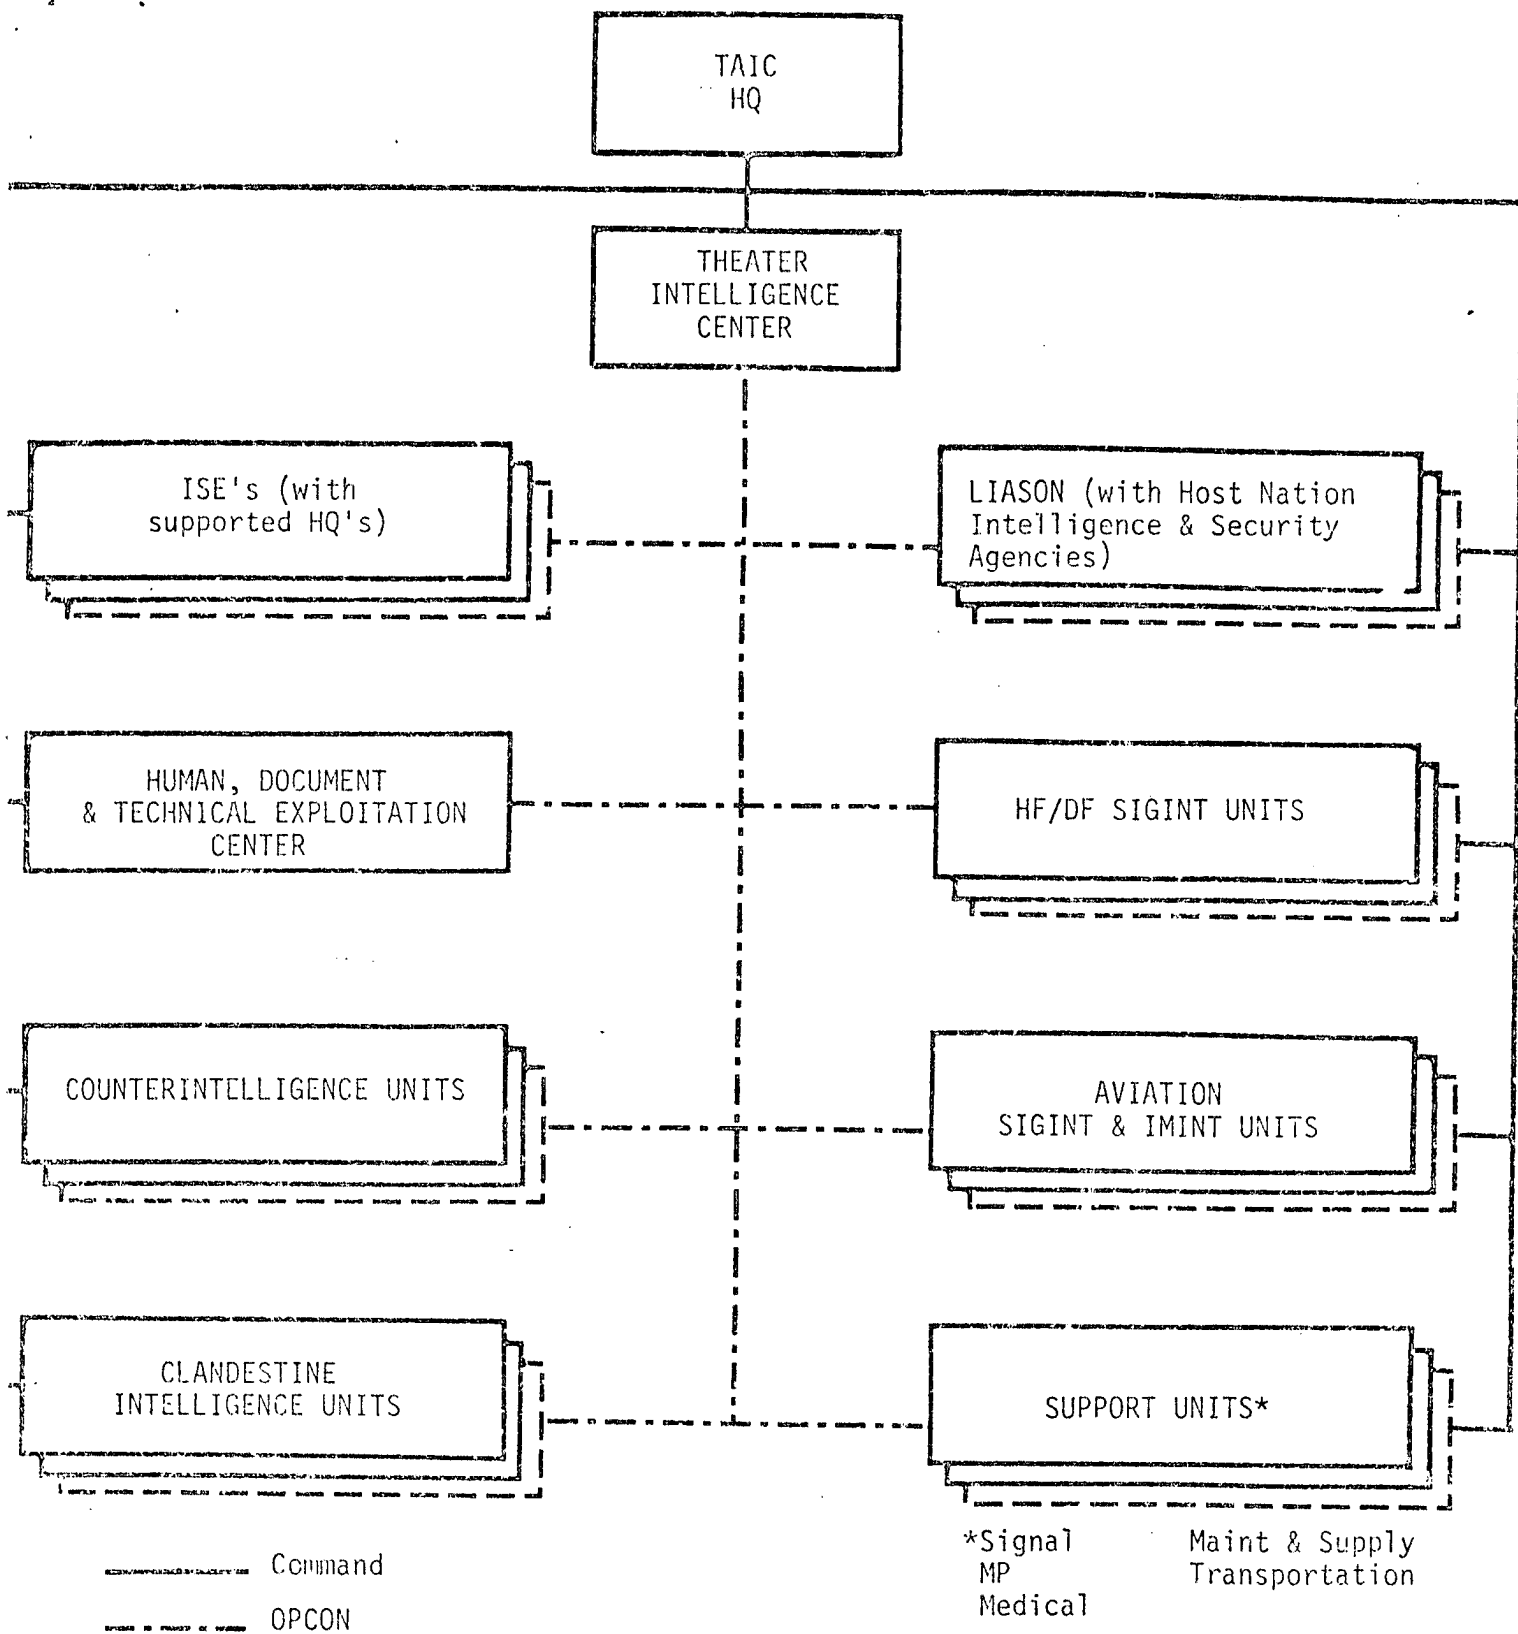 TAIC
HQ
THEATER
INTELLIGENCE
CENTER
ISE's (with
supported HQ's)
LIASON (with Host Nation
Intelligence & Security
Agencies)
HUMAN, DOCUMENT
& TECHNICAL EXPLOITATION
CENTER
HF/DF SIGINT UNITS
COUNTERINTELLIGENCE UNITS
AVIATION
SIGINT & IMINT UNITS
CLANDESTINE
INTELLIGENCE UNITS
SUPPORT UNITS*
*Signal
MP
Medical
Maint & Supply
Transportation
Command
OPCON